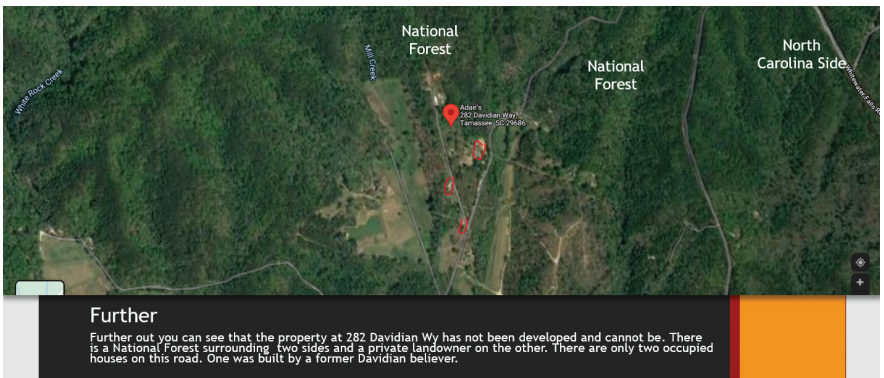 National
Forest
National
Forest
North
Carolina Side
White Rock Creek
Mill Creek
Adair's
282 Davidian Way,
Tamassee, SC 29686
Whitewater Falls R
+
Further
Further out you can see that the property at 282 Davidian Wy has not been developed and cannot be. There
is a National Forest surrounding  two sides and a private landowner on the other. There are only two occupied
houses on this road. One was built by a former Davidian believer.